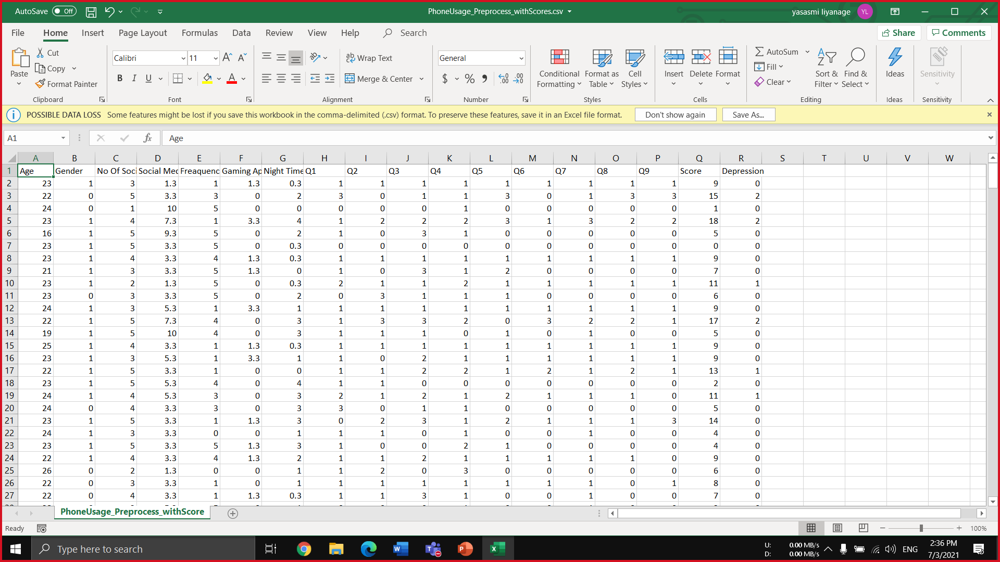 AutoSave Off PhoneUsage_Preprocess_withScores.csv yasasmi liyanage YL
File Home Insert Page Layout Formulas Data Review View Help Search Share Comments
Paste Cut Copy Format Painter Clipboard
Calibri 11 A A B I U A Font
ab Wrap Text Merge & Center Alignment
General $ % 9 .00 .00 Number
Conditional Formatting Format as Table Cell Styles Styles
Insert Delete Format Cells
AutoSum Fill Clear Sort & Filter Find & Select Editing
Ideas Ideas
Sensitivity Sensitivity
POSSIBLE DATA LOSS Some features might be lost if you save this workbook in the comma-delimited (.csv) format. To preserve these features, save it in an Excel file format. Don't show again Save As...
A1 fx Age
A B C D E F G H I J K L M N O P Q R S T U V W
1 Age Gender No Of Soci Social Med Freaquenc Gaming Ap Night Time Q1 Q2 Q3 Q4 Q5 Q6 Q7 Q8 Q9 Score Depression
2 23 1 3 1.3 1 1.3 0.3 1 1 1 1 1 1 1 1 1 9 0
3 22 0 5 3.3 3 0 2 3 0 1 1 3 0 1 3 3 15 2
4 24 0 1 10 5 0 0 0 0 0 1 0 0 0 0 0 1 0
5 23 1 4 7.3 1 3.3 4 1 2 2 2 3 1 3 2 2 18 2
6 16 1 5 9.3 5 0 2 1 0 3 1 0 0 0 0 0 5 0
7 23 1 5 3.3 5 0 0.3 0 0 0 0 0 0 0 0 0 0 0
8 23 1 4 3.3 4 1.3 0.3 1 1 1 1 1 1 1 1 1 9 0
9 21 1 3 3.3 5 1.3 0 1 0 3 1 2 0 0 0 0 7 0
10 23 1 2 1.3 5 0 0.3 2 1 1 2 1 1 1 1 1 11 1
11 23 0 3 3.3 5 0 2 0 3 1 1 1 0 0 0 0 6 0
12 24 1 3 5.3 1 3.3 1 1 1 1 1 1 1 1 1 1 9 0
13 22 1 5 7.3 4 0 3 1 3 3 2 0 3 2 2 1 17 2
14 19 1 5 10 4 0 3 1 1 1 0 1 0 1 0 0 5 0
15 25 1 4 3.3 1 1.3 0.3 1 1 1 1 1 1 1 1 1 9 0
16 23 1 3 5.3 1 3.3 1 1 0 2 1 1 1 1 1 1 9 0
17 22 1 5 3.3 1 0 0 1 1 2 2 1 2 1 2 1 13 1
18 23 1 5 5.3 4 0 4 1 1 0 0 0 0 0 0 0 2 0
19 24 1 4 5.3 3 0 3 2 1 2 1 2 1 1 1 0 11 1
20 24 0 4 3.3 3 0 3 3 0 1 1 0 0 0 0 0 5 0
21 23 1 5 3.3 1 1.3 3 0 2 3 1 2 1 1 1 3 14 0
22 24 1 3 3.3 0 0 1 1 1 0 1 0 0 1 0 0 4 0
23 23 1 5 3.3 5 1.3 3 1 0 0 2 1 0 0 0 0 4 0
24 22 1 4 3.3 4 1.3 2 1 1 2 1 1 1 1 1 0 9 0
25 26 0 2 1.3 0 0 1 1 2 0 3 0 0 0 0 0 6 0
26 22 0 3 3.3 1 0 1 1 1 1 1 1 1 1 0 1 8 0
27 22 0 4 3.3 1 1.3 0.3 1 1 3 1 0 0 1 0 0 7 0
PhoneUsage_Preprocess_withScore
Ready 100%
Type here to search U: 0.00 MB/s D: 0.00 MB/s ENG 2:36 PM 7/3/2021